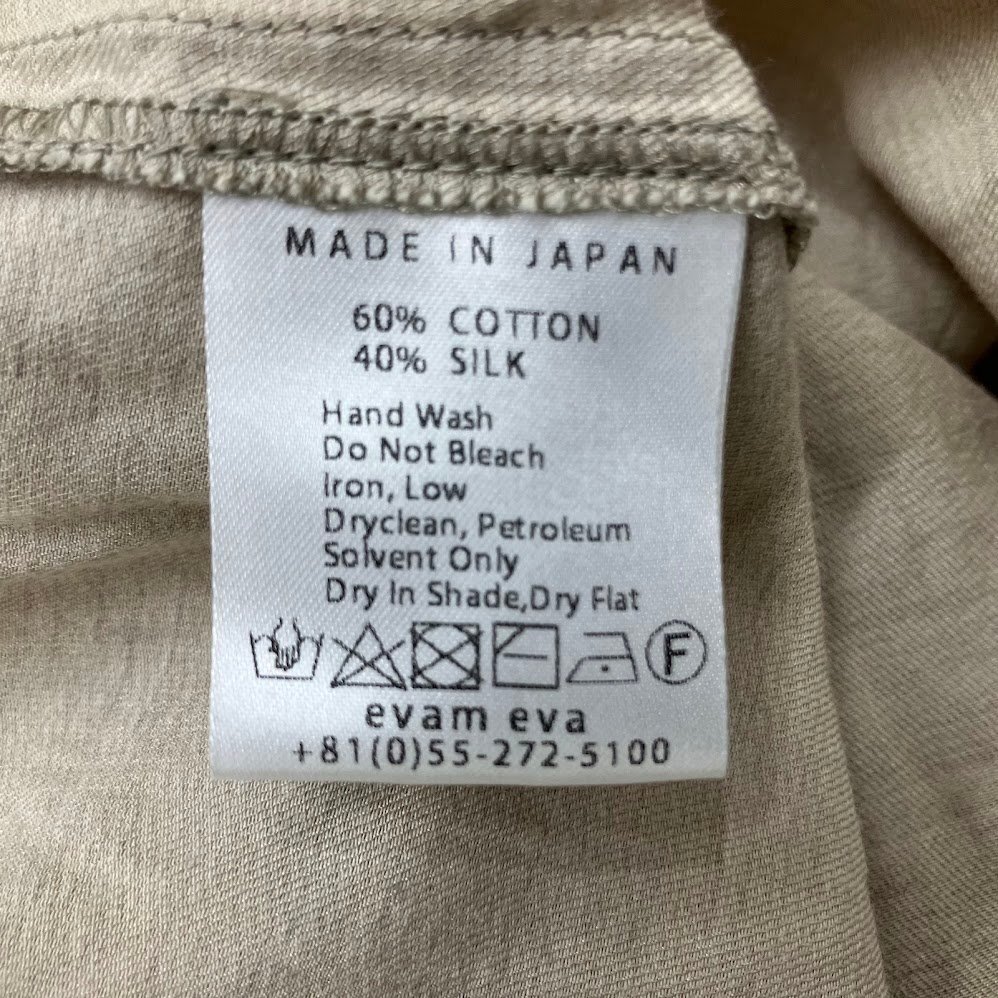 MADE IN JAPAN
60% COTTON
40% SILK
Hand Wash
Do Not Bleach
Iron, Low
Dryclean, Petroleum
Solvent Only
Dry In Shade,Dry Flat
F
evam eva
+81(0)55-272-5100